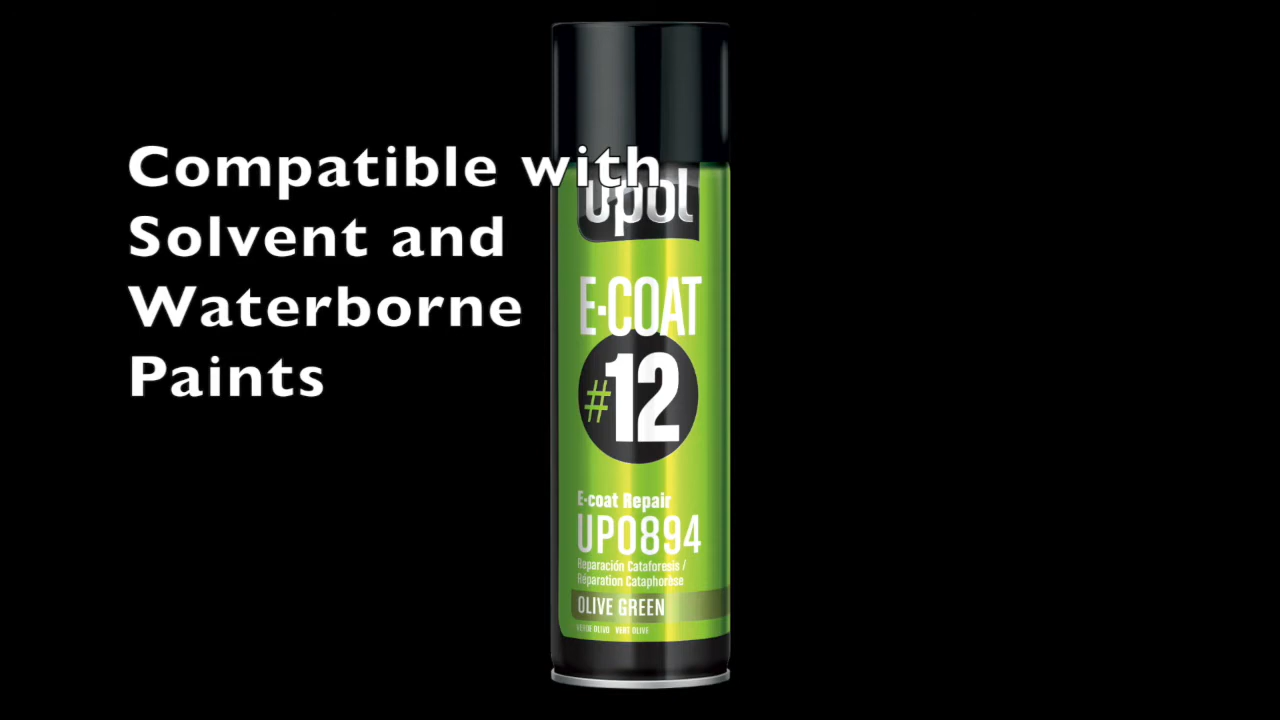 Compatible with
Solvent and
Waterborne
Paints
upol
E-COAT
#12
E-coat Repair
UP0894
Reparación Cataforesis /
Réparation Cataphorèse
OLIVE GREEN
VERDE OLIVO VERT OLIVE